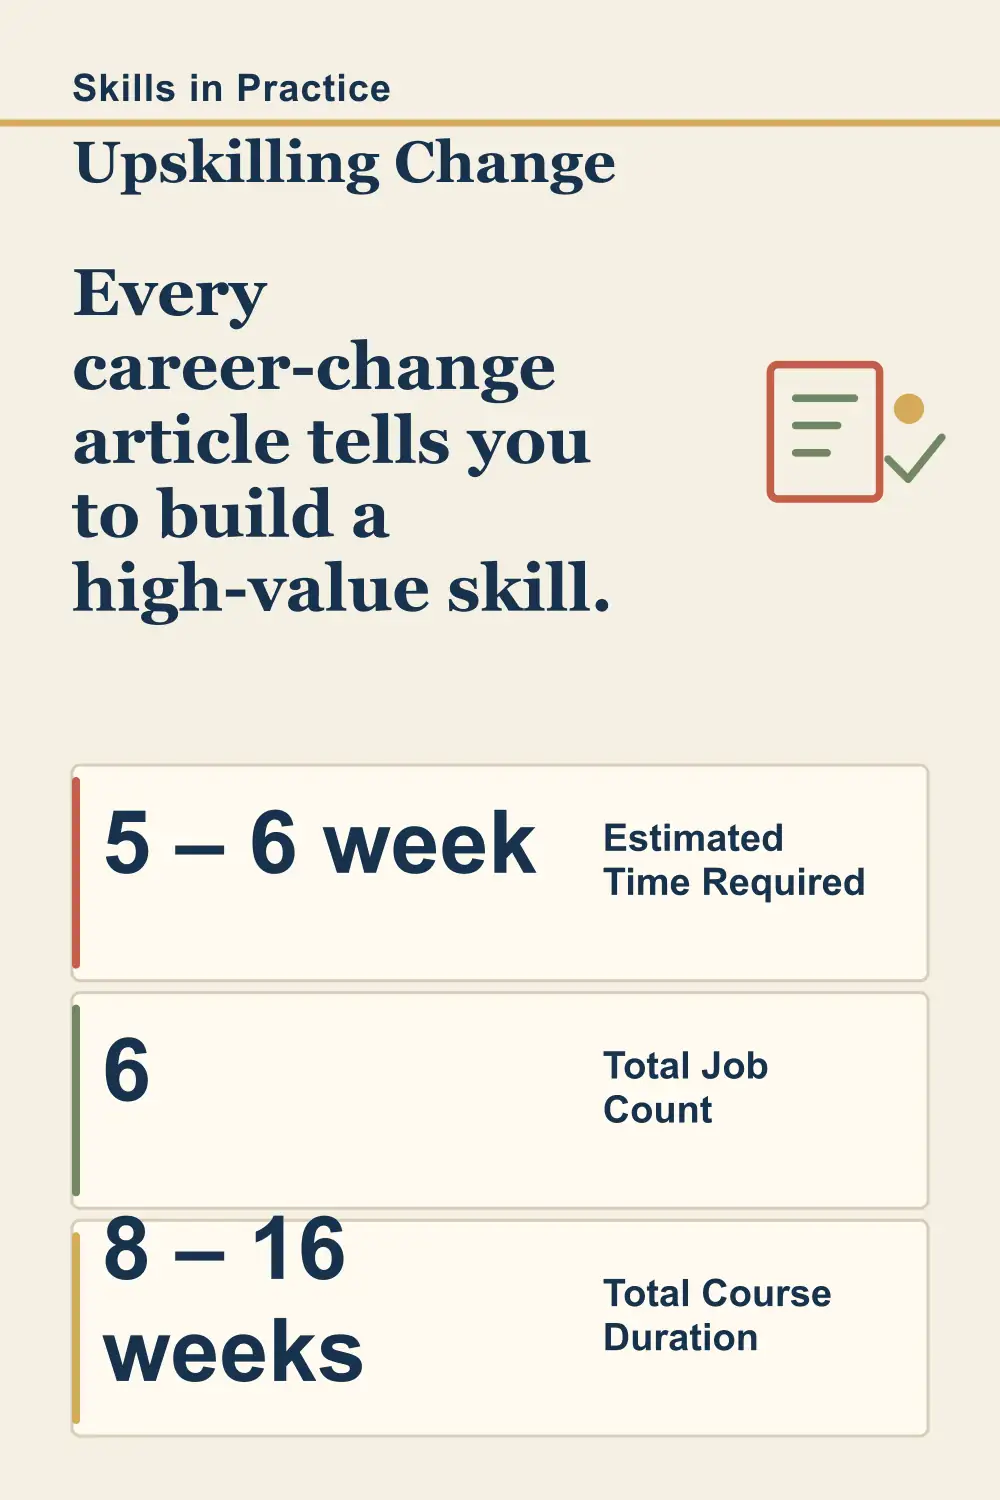 Skills in Practice
Upskilling Change
Every
career-change
article tells you
to build a
high-value skill.
5 – 6 week
Estimated
Time Required
6
Total Job
Count
8 – 16
weeks
Total Course
Duration